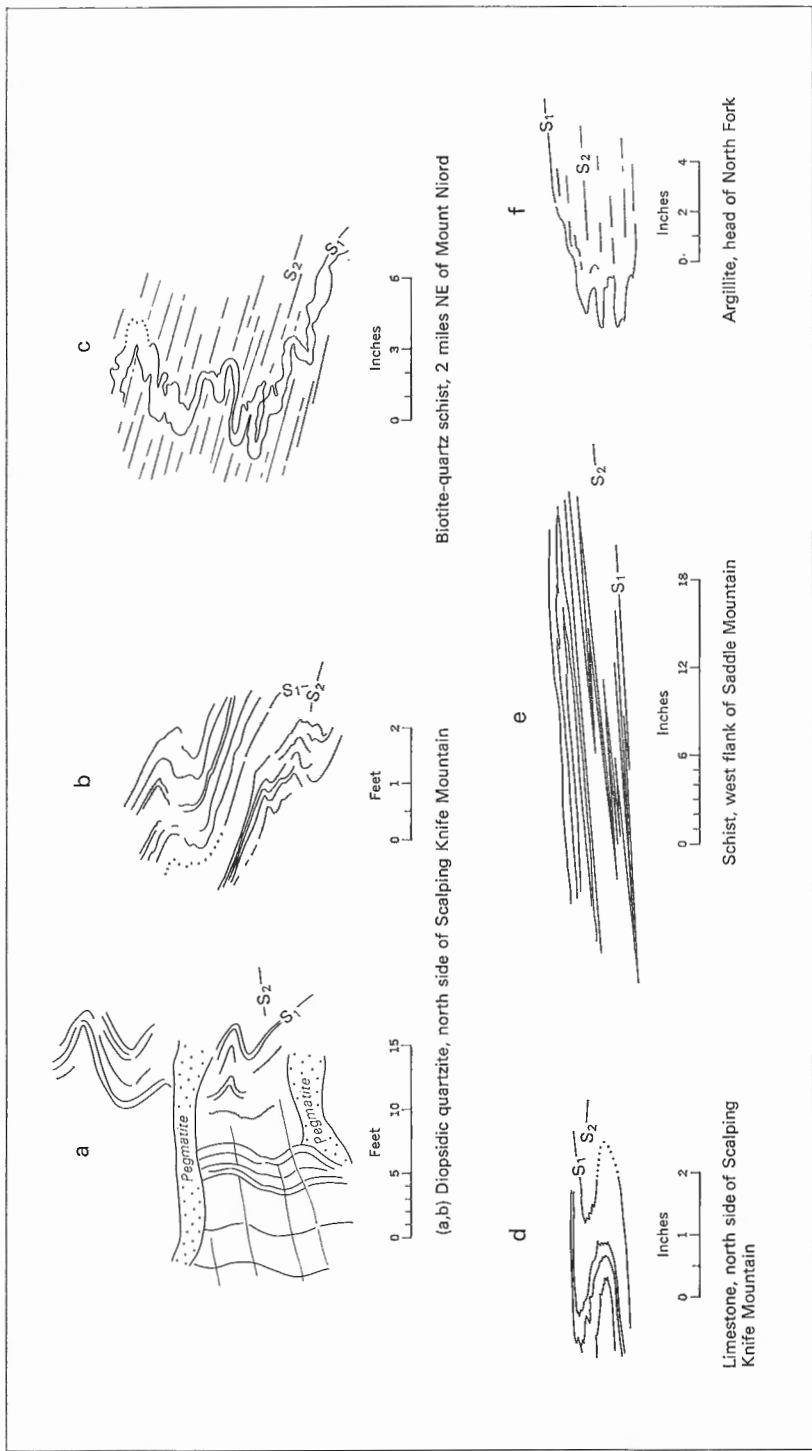 a
Pegmatite
Pegmatite
S2
S1
0 5 10 15
Feet
b
S1
S2
0 1 2
Feet
(a,b) Diopsidic quartzite, north side of Scalping Knife Mountain
c
S2
S1
0 3 6
Inches
Biotite-quartz schist, 2 miles NE of Mount Niord
d
S1
S2
0 1 2
Inches
Limestone, north side of Scalping
Knife Mountain
e
S2
S1
0 6 12 18
Inches
Schist, west flank of Saddle Mountain
f
S1
S2
0 2 4
Inches
Argillite, head of North Fork